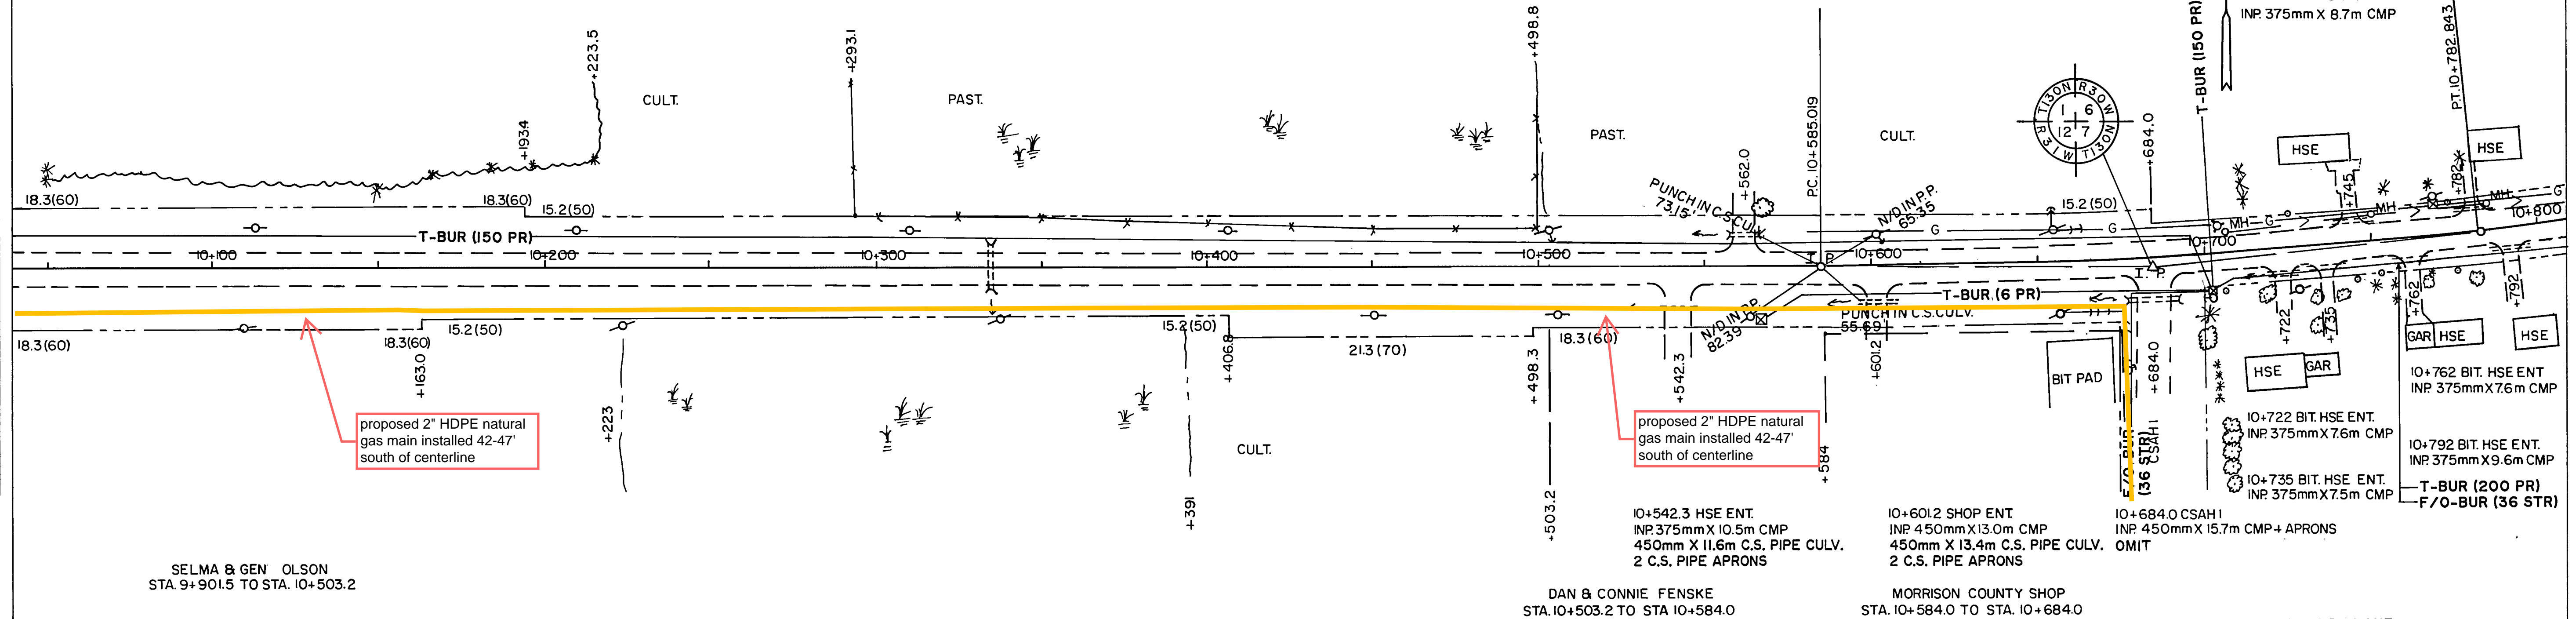 INP. 375mm X 8.7m CMP
T-BUR (150 PR)
P.T. 10+782.843
+223.5
+293.1
+498.8
P.C. 10+585.019
+193.4
CULT.
PAST.
PAST.
CULT.
T130N R30W
1 6
12 7
R31W T130N
+684.0
HSE
HSE
+562.0
PUNCH IN C.S. CUL
73.15'
N/D IN P.P.
65.35
+745
+782
18.3(60)
18.3(60)
15.2(50)
15.2(50)
MH
G
MH
MH
G
G
G
10+800
T-BUR (150 PR)
10+100
10+200
10+300
10+400
10+500
10+600
10+700
I. P.
I. P.
T-BUR (6 PR)
PUNCH IN C.S. CULV.
55.69
N/D IN P.P.
82.39
18.3(60)
18.3(60)
15.2(50)
15.2(50)
21.3(70)
18.3(60)
+163.0
+223
+391
+406.8
+498.3
+503.2
+542.3
+584
+601.2
+684.0
+722
+735
+762
+792
BIT PAD
HSE
GAR
GAR
HSE
HSE
proposed 2" HDPE natural
gas main installed 42-47'
south of centerline
proposed 2" HDPE natural
gas main installed 42-47'
south of centerline
CULT.
F/O-BUR
(36 STR)
CSAH 1
10+762 BIT. HSE ENT
INP. 375mm X 7.6m CMP
10+722 BIT. HSE ENT.
INP. 375mm X 7.6m CMP
10+792 BIT. HSE ENT.
INP. 375mm X 9.6m CMP
10+735 BIT. HSE ENT.
INP. 375mm X 7.5m CMP
T-BUR (200 PR)
F/O-BUR (36 STR)
10+542.3 HSE ENT.
INP. 375mm X 10.5m CMP
450mm X 11.6m C.S. PIPE CULV.
2 C.S. PIPE APRONS
10+601.2 SHOP ENT.
INP. 450mm X 13.0m CMP
450mm X 13.4m C.S. PIPE CULV.
2 C.S. PIPE APRONS
10+684.0 CSAH 1
INP. 450mm X 15.7m CMP + APRONS
OMIT
SELMA & GEN OLSON
STA. 9+901.5 TO STA. 10+503.2
DAN & CONNIE FENSKE
STA. 10+503.2 TO STA 10+584.0
MORRISON COUNTY SHOP
STA. 10+584.0 TO STA. 10+684.0